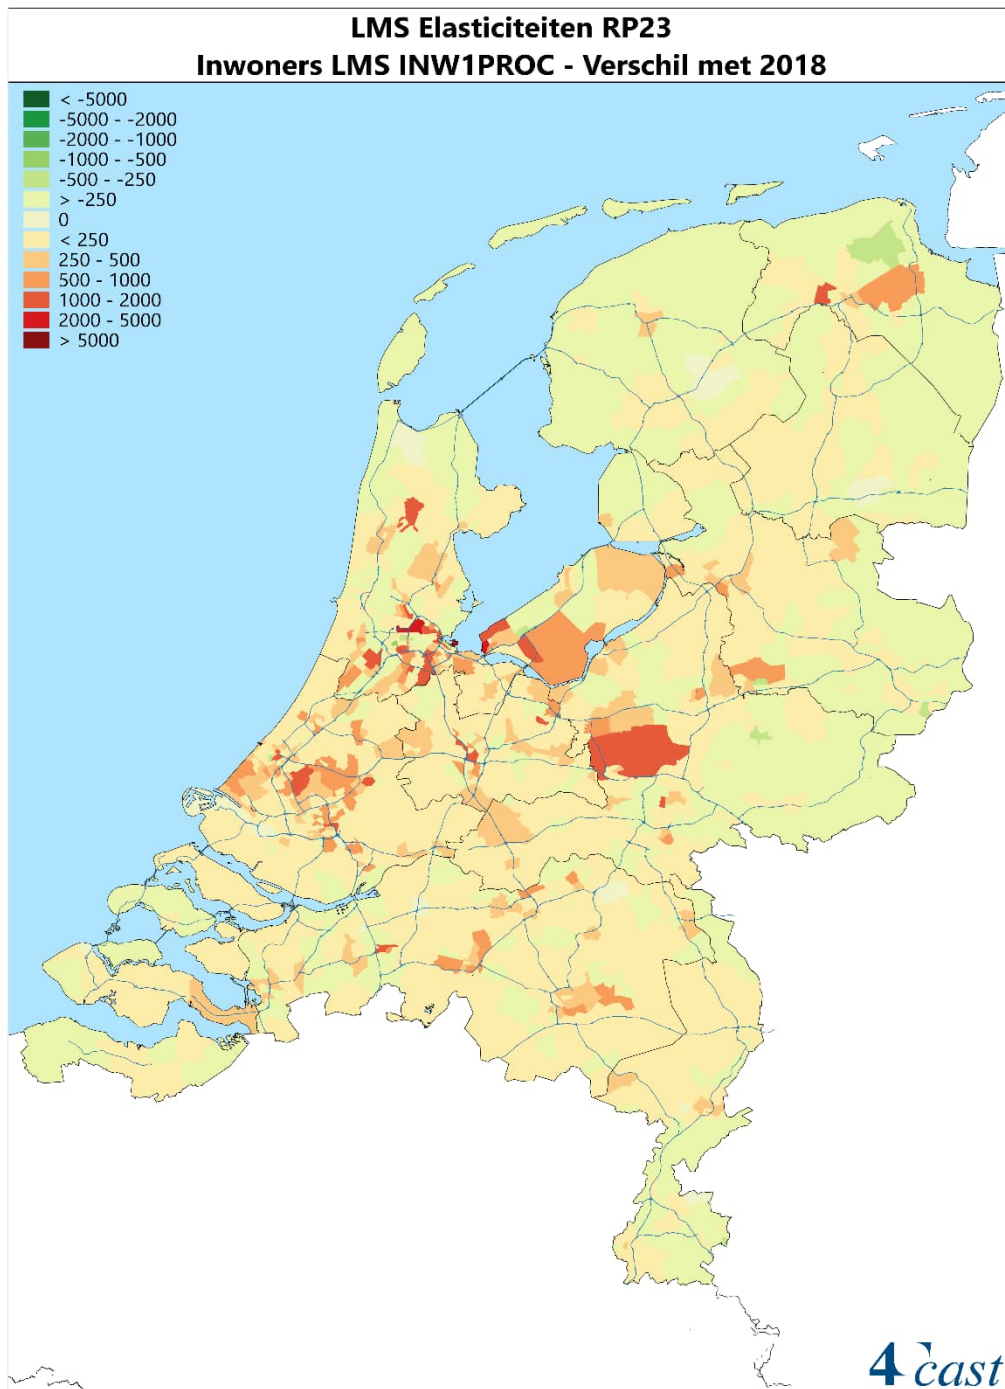 LMS Elasticiteiten RP23
Inwoners LMS INW1PROC - Verschil met 2018
< -5000
-5000 - -2000
-2000 - -1000
-1000 - -500
-500 - -250
> -250
0
< 250
250 - 500
500 - 1000
1000 - 2000
2000 - 5000
> 5000
4cast